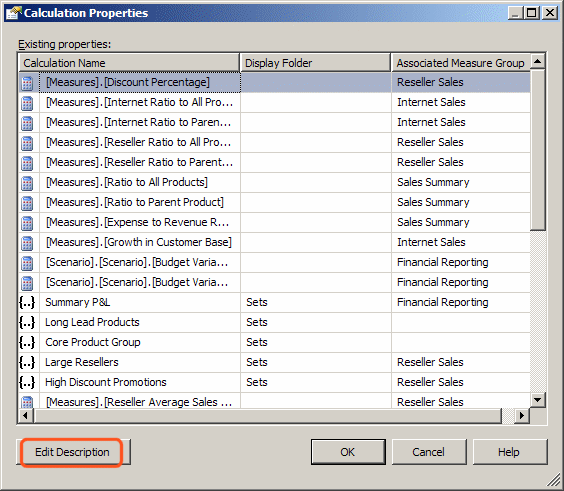 Calculation Properties
Existing properties:
Calculation Name Display Folder Associated Measure Group
[Measures].[Discount Percentage] Reseller Sales
[Measures].[Internet Ratio to All Pro... Internet Sales
[Measures].[Internet Ratio to Paren... Internet Sales
[Measures].[Reseller Ratio to All Pro... Reseller Sales
[Measures].[Reseller Ratio to Parent... Reseller Sales
[Measures].[Ratio to All Products] Sales Summary
[Measures].[Ratio to Parent Product] Sales Summary
[Measures].[Expense to Revenue R... Sales Summary
[Measures].[Growth in Customer Base] Internet Sales
[Scenario].[Scenario].[Budget Varia... Financial Reporting
[Scenario].[Scenario].[Budget Varia... Financial Reporting
{..} Summary P&L Sets Financial Reporting
{..} Long Lead Products Sets
{..} Core Product Group Sets
{..} Large Resellers Sets Reseller Sales
{..} High Discount Promotions Sets Reseller Sales
[Measures].[Reseller Average Sales ... Reseller Sales
Edit Description OK Cancel Help